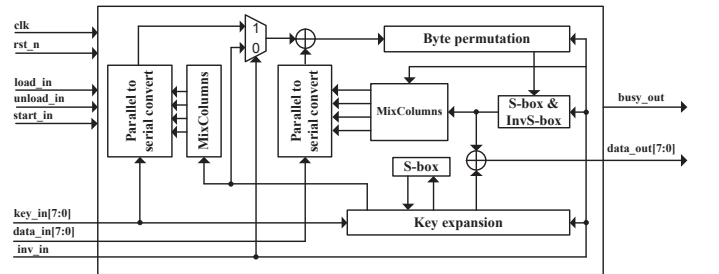 clk
rst_n
load_in
unload_in
start_in
key_in[7:0]
data_in[7:0]
inv_in
Parallel to
serial convert
MixColumns
1
0
Parallel to
serial convert
MixColumns
Byte permutation
S-box &
InvS-box
S-box
Key expansion
busy_out
data_out[7:0]